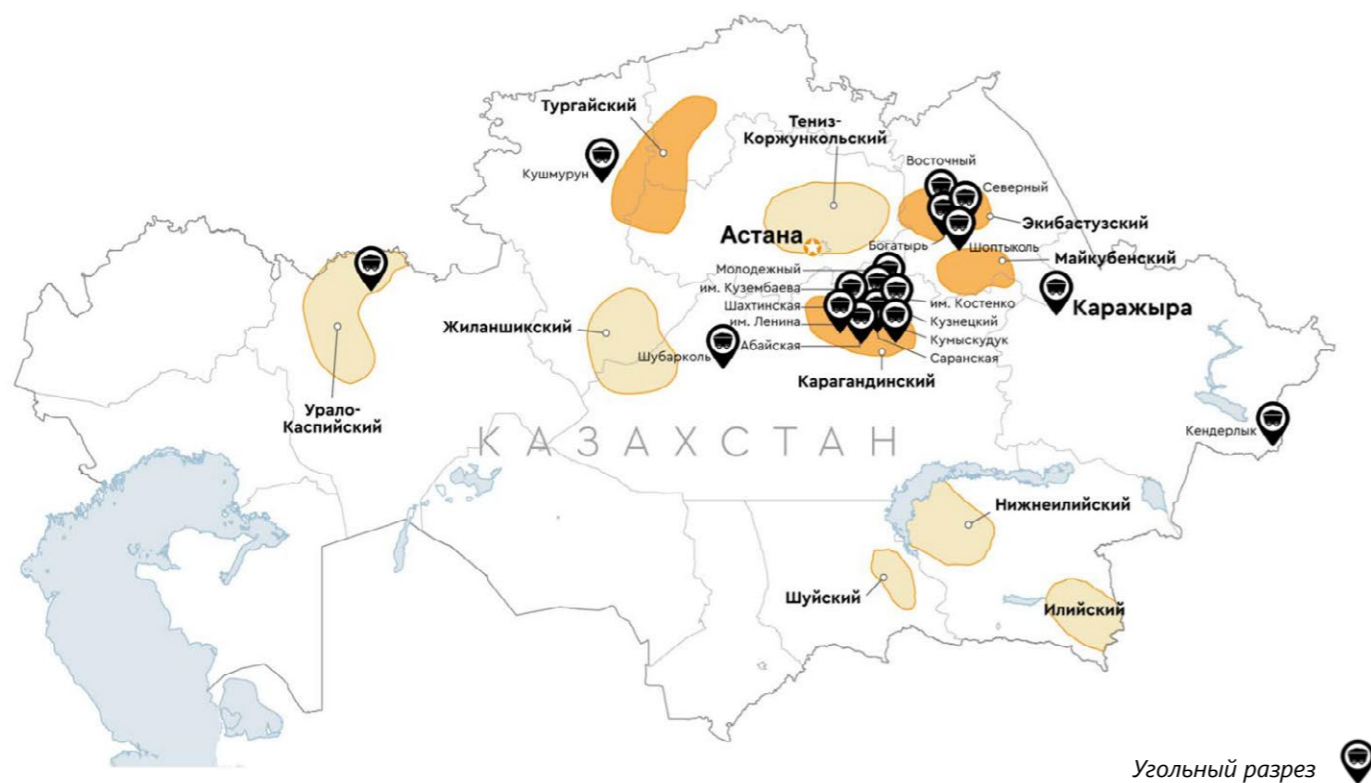 Тургайский
Кушмурун
Тениз-
Коржункольский
Восточный
Северный
Экибастузский
Астана
Богатырь
Шоптыколь
Майкубенский
Молодежный
им. Кузембаева
Шахтинская
им. Ленина
Абайская
им. Костенко
Кузнецкий
Кумыскудук
Саранская
Каражыра
Жиланшикский
Шубарколь
Карагандинский
Урало-
Каспийский
КАЗАХСТАН
Кендерлык
Нижнеилийский
Шуйский
Илийский
Угольный разрез